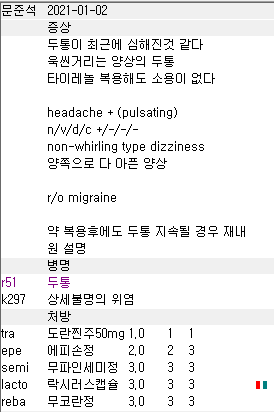 문준석 2021-01-02
증상
두통이 최근에 심해진것 같다
욱씬거리는 양상의 두통
타이레놀 복용해도 소용이 없다
headache + (pulsating)
n/v/d/c +/-/-/-
non-whirling type dizziness
양쪽으로 다 아픈 양상
r/o migraine
약 복용후에도 두통 지속될 경우 재내
원 설명
병명
r51 두통
k297 상세불명의 위염
처방
tra 도란찐주50mg 1.0 1 1
epe 에피손정 2.0 2 3
semi 무파인세미정 3.0 3 3
lacto 락시러스캡슐 3.0 3 3
reba 무코란정 3.0 3 3